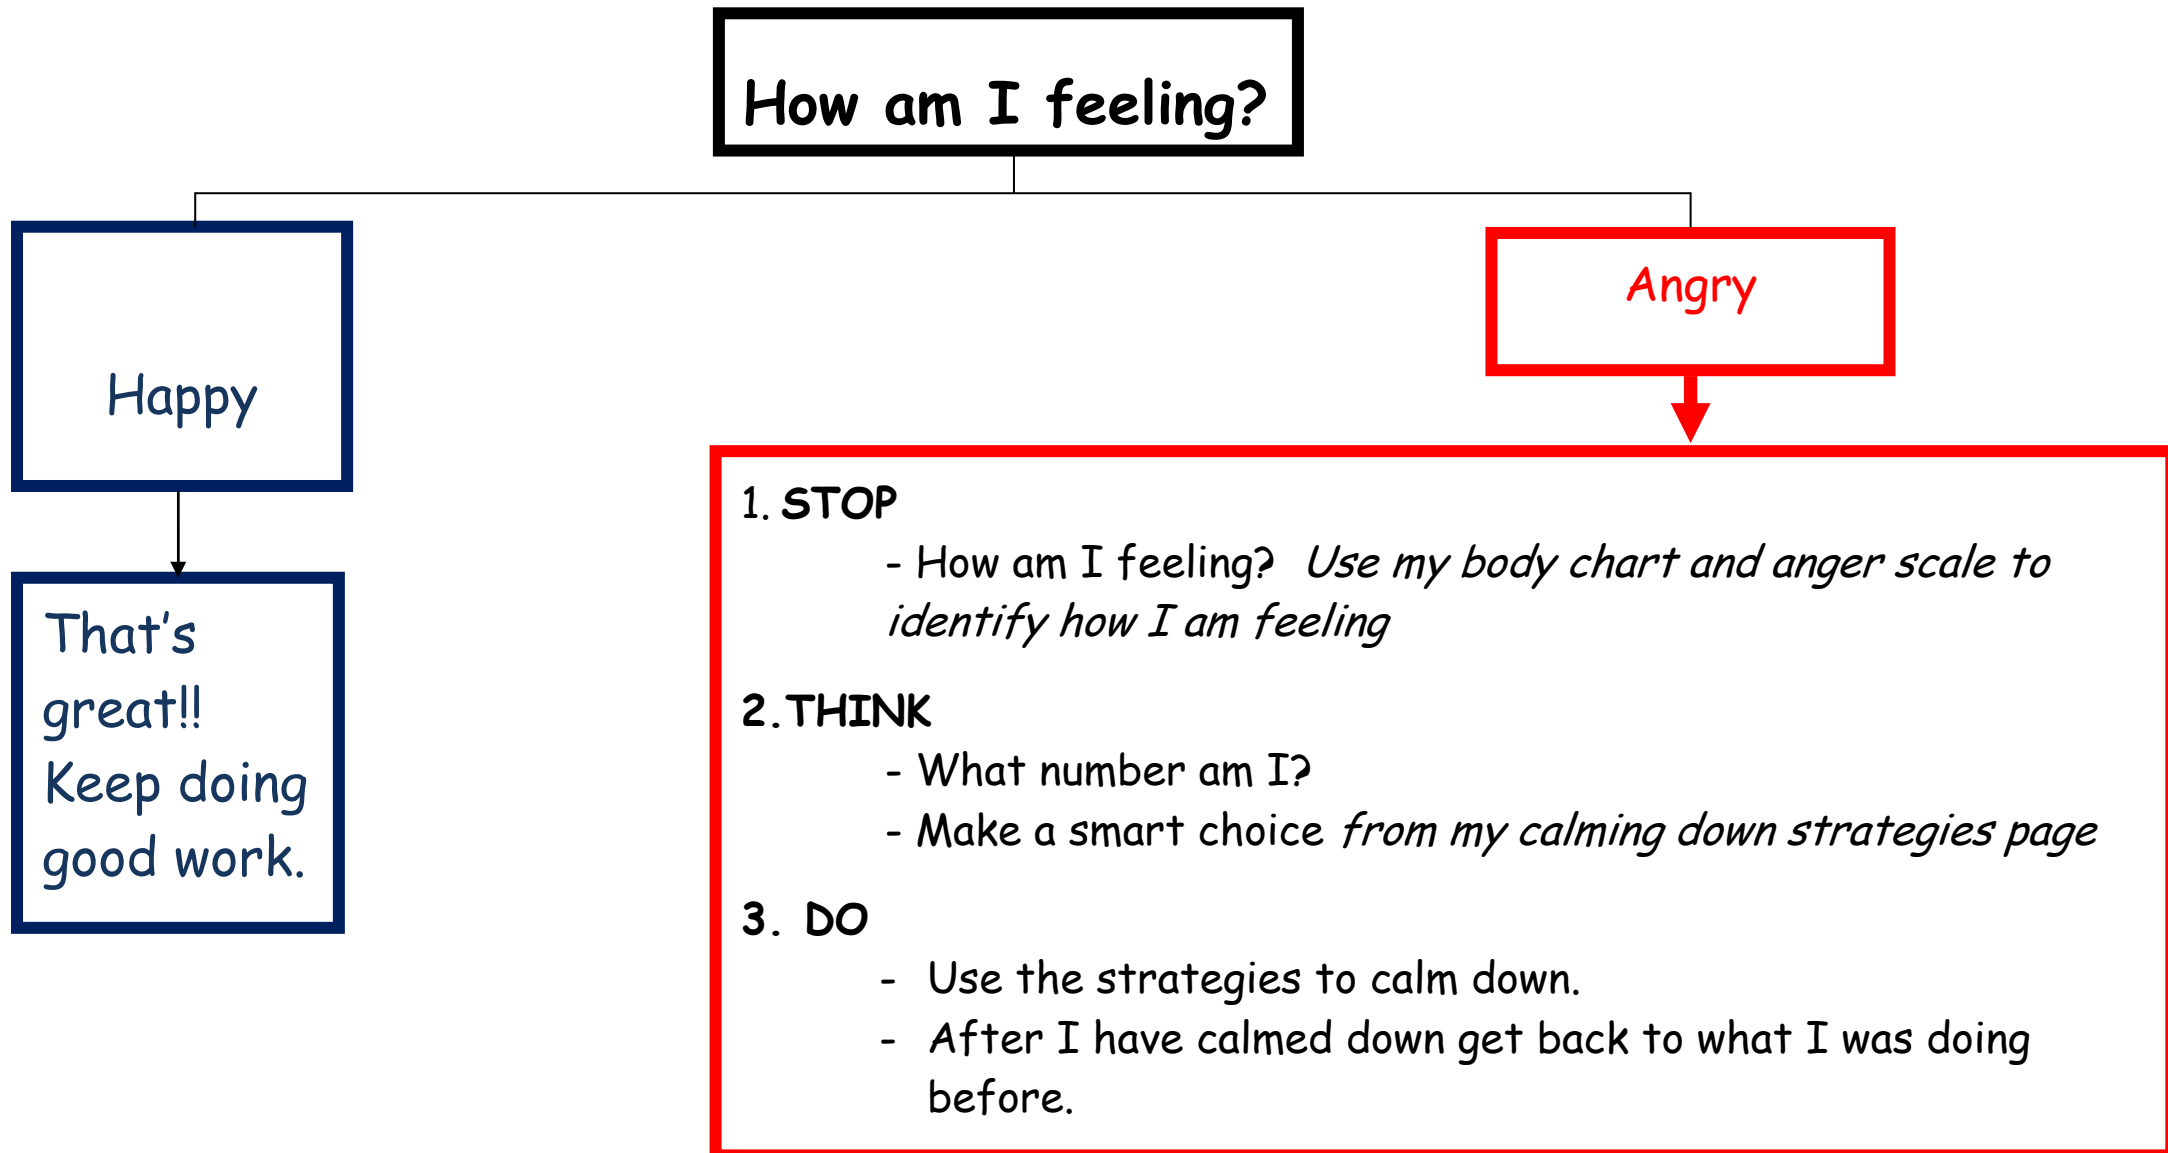 How am I feeling?
Happy
Angry
That's
great!!
Keep doing
good work.
1. STOP
- How am I feeling?  Use my body chart and anger scale to
identify how I am feeling
2.THINK
- What number am I?
- Make a smart choice from my calming down strategies page
3. DO
- Use the strategies to calm down.
- After I have calmed down get back to what I was doing
before.